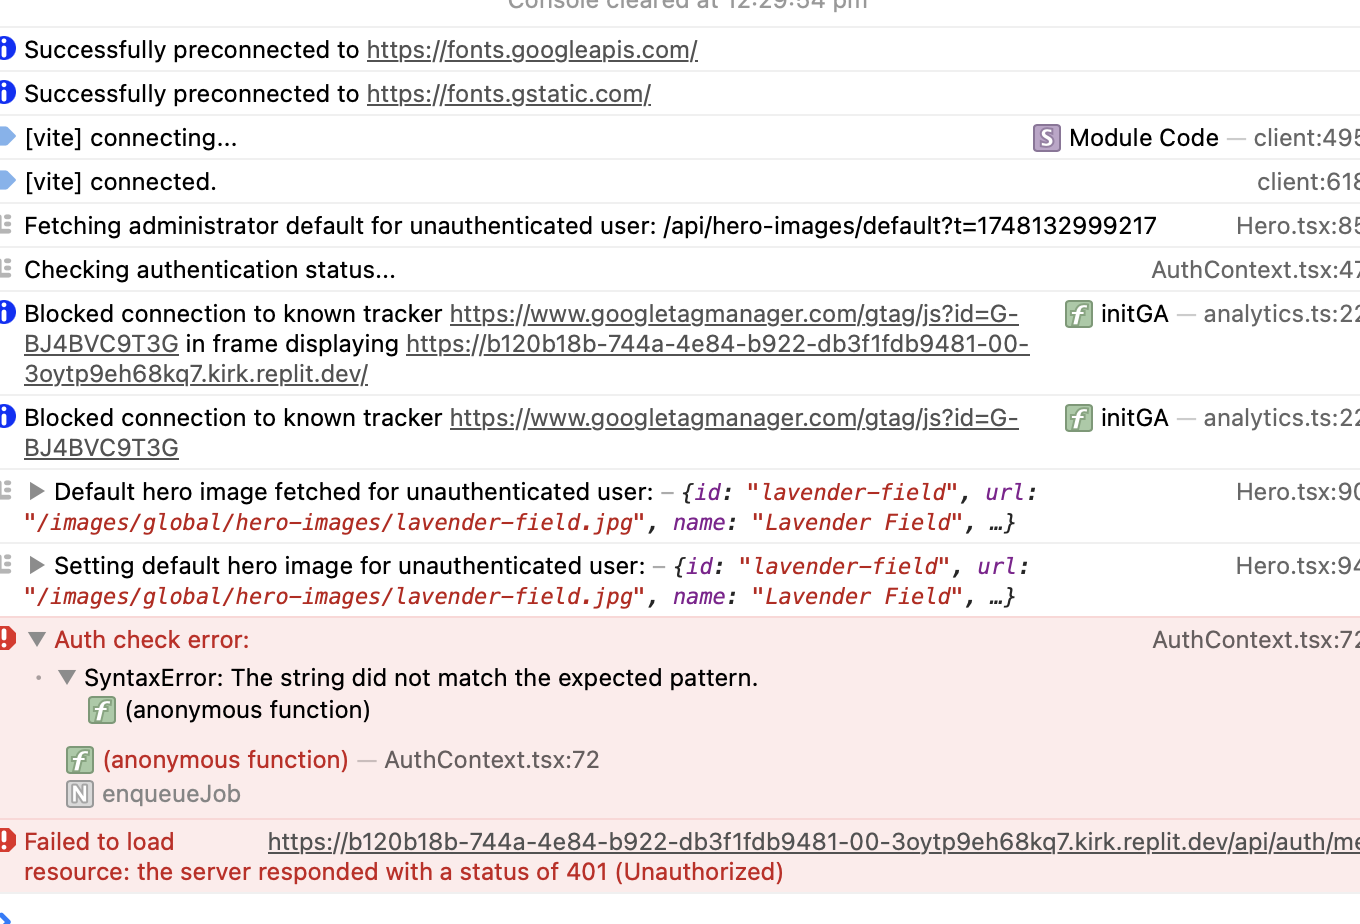 Console cleared at 12:29:54 pm
Successfully preconnected to https://fonts.googleapis.com/
Successfully preconnected to https://fonts.gstatic.com/
[vite] connecting...
S Module Code — client:495
[vite] connected.
client:618
Fetching administrator default for unauthenticated user: /api/hero-images/default?t=1748132999217
Hero.tsx:85
Checking authentication status...
AuthContext.tsx:47
Blocked connection to known tracker https://www.googletagmanager.com/gtag/js?id=G-
BJ4BVC9T3G in frame displaying https://b120b18b-744a-4e84-b922-db3f1fdb9481-00-
3oytp9eh68kq7.kirk.replit.dev/
f initGA — analytics.ts:22
Blocked connection to known tracker https://www.googletagmanager.com/gtag/js?id=G-
BJ4BVC9T3G
f initGA — analytics.ts:22
Default hero image fetched for unauthenticated user: – {id: "lavender-field", url:
"/images/global/hero-images/lavender-field.jpg", name: "Lavender Field", …}
Hero.tsx:90
Setting default hero image for unauthenticated user: – {id: "lavender-field", url:
"/images/global/hero-images/lavender-field.jpg", name: "Lavender Field", …}
Hero.tsx:94
Auth check error:
AuthContext.tsx:72
SyntaxError: The string did not match the expected pattern.
f (anonymous function)
f (anonymous function) — AuthContext.tsx:72
N enqueueJob
Failed to load
resource: the server responded with a status of 401 (Unauthorized)
https://b120b18b-744a-4e84-b922-db3f1fdb9481-00-3oytp9eh68kq7.kirk.replit.dev/api/auth/me